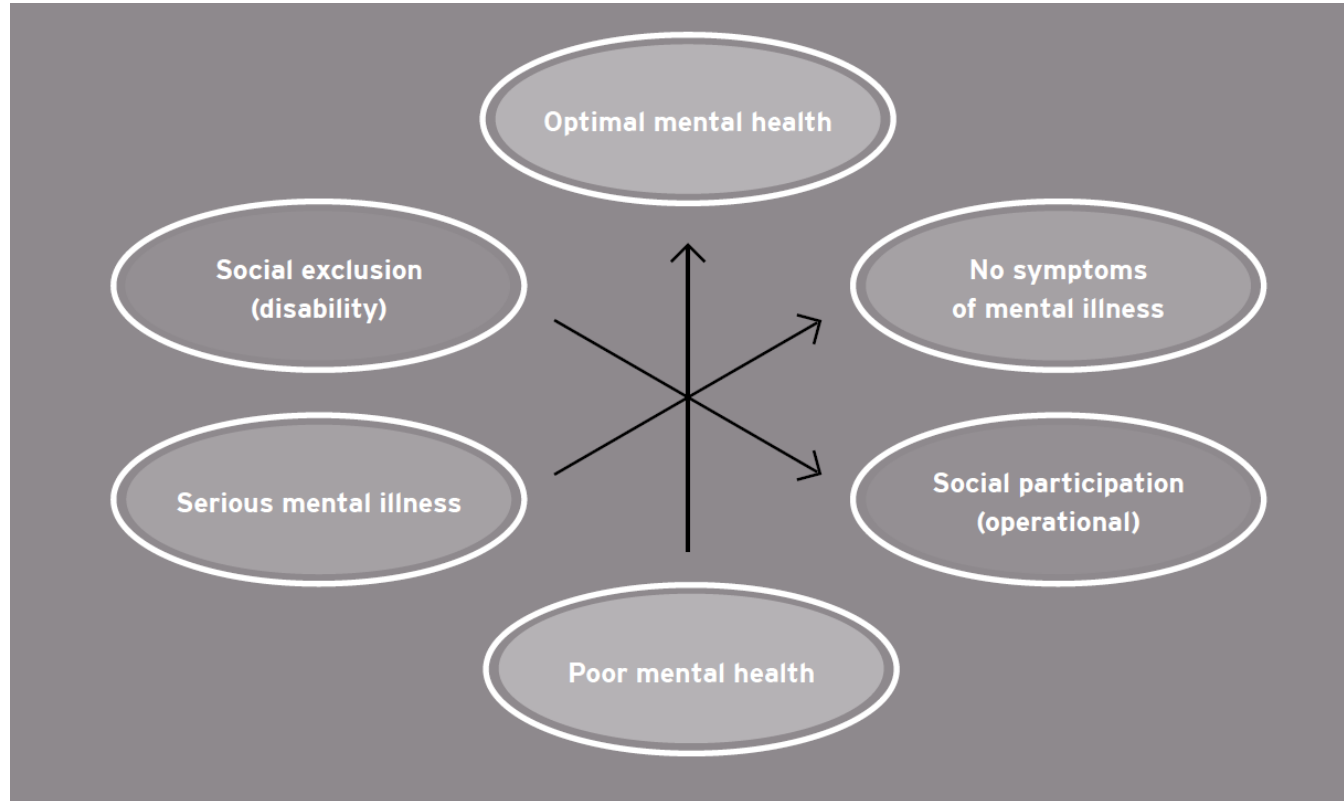 Optimal mental health
Social exclusion
(disability)
No symptoms
of mental illness
Serious mental illness
Social participation
(operational)
Poor mental health